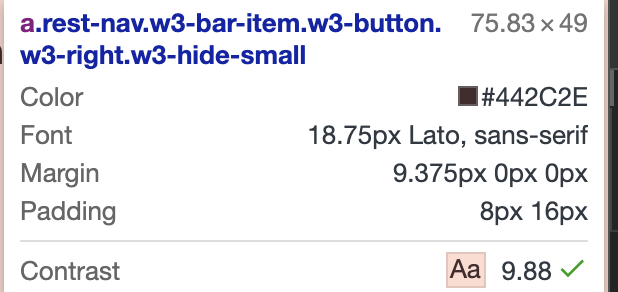 a.rest-nav.w3-bar-item.w3-button. 75.83 × 49
w3-right.w3-hide-small
Color #442C2E
Font 18.75px Lato, sans-serif
Margin 9.375px 0px 0px
Padding 8px 16px
Contrast Aa 9.88